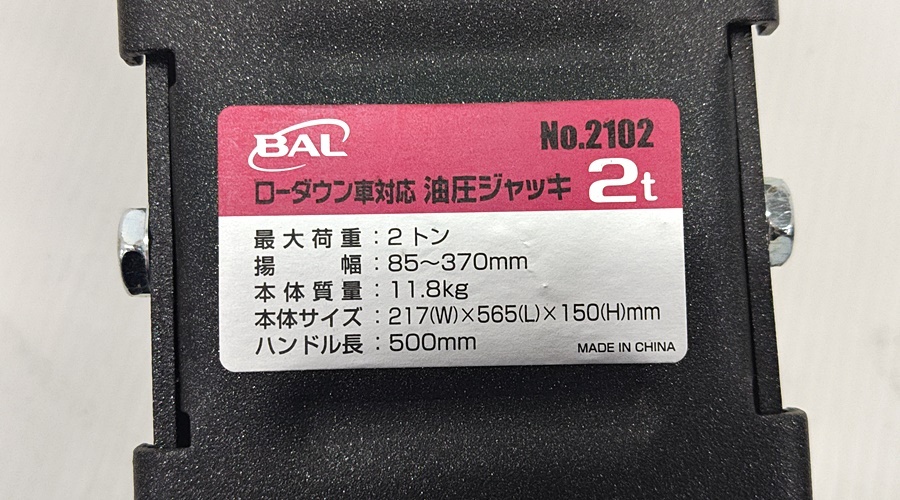 BAL
No.2102
ローダウン車対応 油圧ジャッキ 2t
最大荷重：2トン
揚幅：85～370mm
本体質量：11.8kg
本体サイズ：217(W)×565(L)×150(H)mm
ハンドル長：500mm
MADE IN CHINA